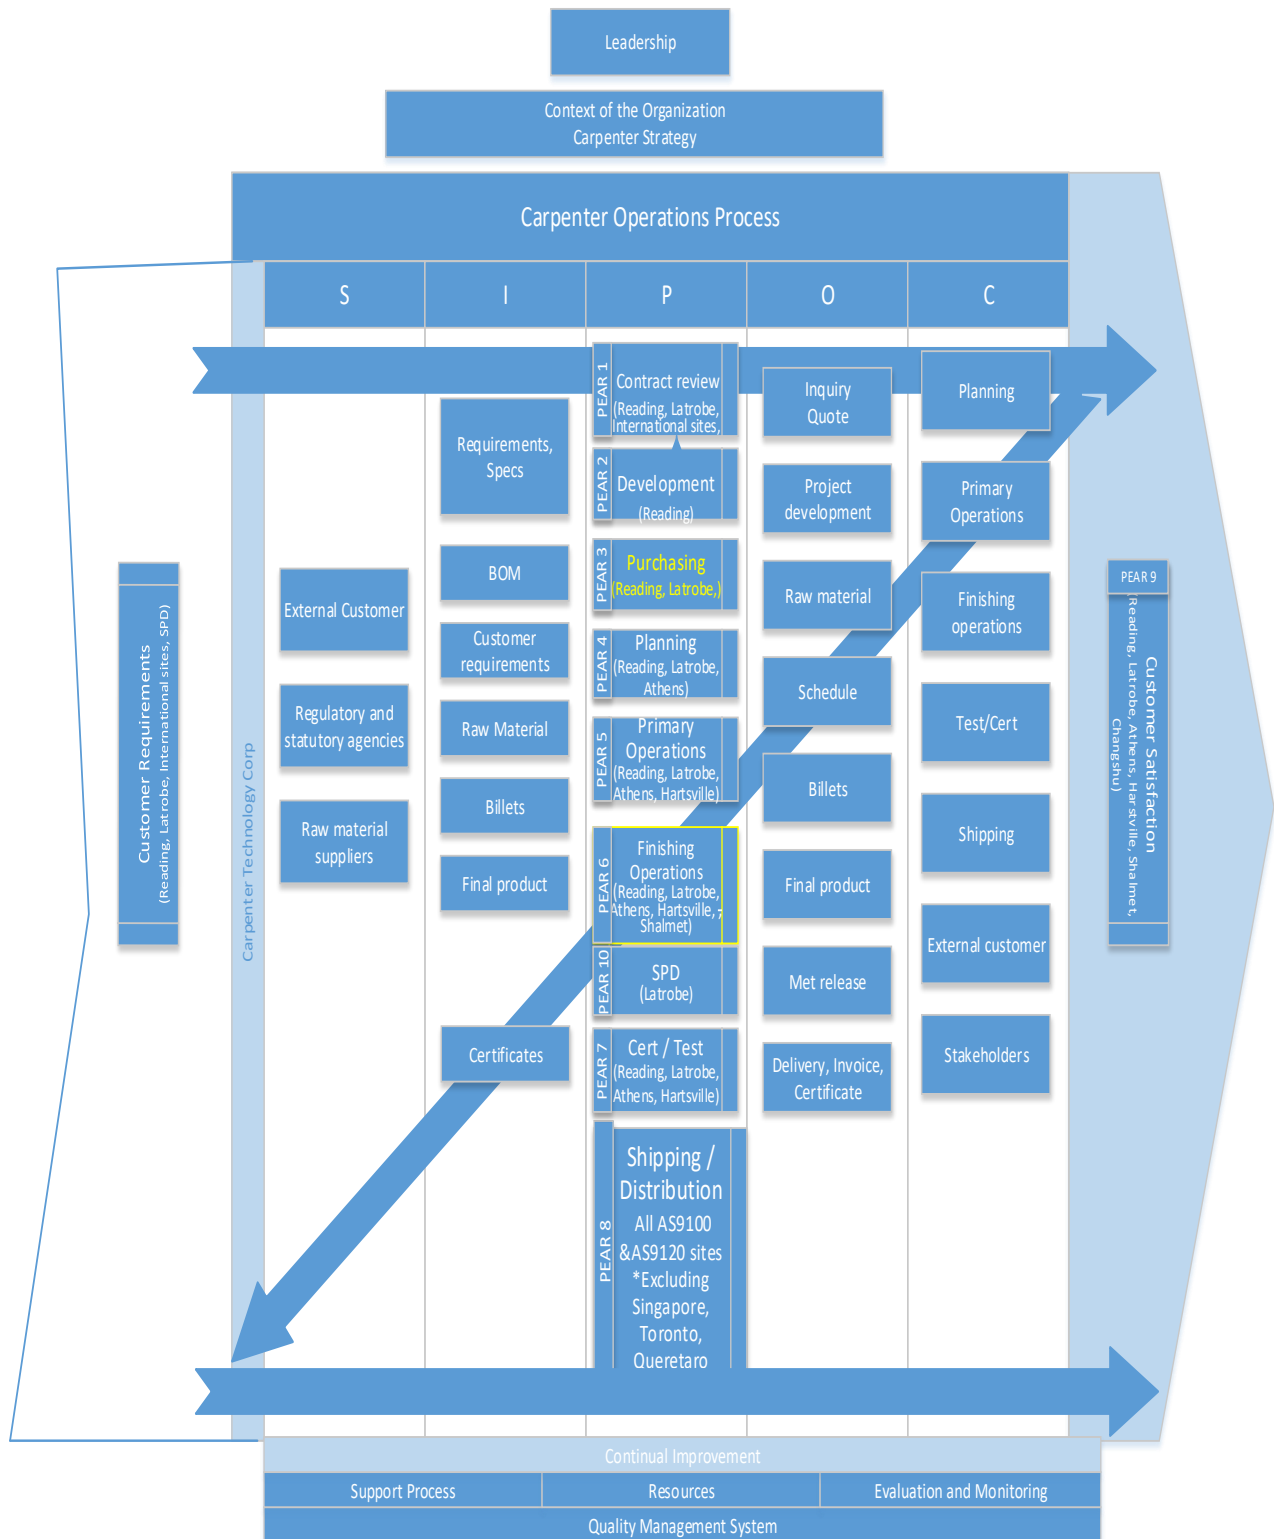 Leadership
Context of the Organization
Carpenter Strategy
Carpenter Operations Process
S
I
P
O
C
Customer Requirements
(Reading, Latrobe, International sites, SPD)
Carpenter Technology Corp
External Customer
Regulatory and
statutory agencies
Raw material
suppliers
Requirements,
Specs
BOM
Customer
requirements
Raw Material
Billets
Final product
Certificates
PEAR 1
Contract review
(Reading, Latrobe,
International sites,
PEAR 2
Development
(Reading)
PEAR 3
Purchasing
(Reading, Latrobe,)
PEAR 4
Planning
(Reading, Latrobe,
Athens)
PEAR 5
Primary
Operations
(Reading, Latrobe,
Athens, Hartsville)
PEAR 6
Finishing
Operations
(Reading, Latrobe,
Athens, Hartsville, ,
Shalmet)
PEAR 10
SPD
(Latrobe)
PEAR 7
Cert / Test
(Reading, Latrobe,
Athens, Hartsville)
PEAR 8
Shipping /
Distribution
All AS9100
&AS9120 sites
*Excluding
Singapore,
Toronto,
Queretaro
Inquiry
Quote
Project
development
Raw material
Schedule
Billets
Final product
Met release
Delivery, Invoice,
Certificate
Planning
Primary
Operations
Finishing
operations
Test/Cert
Shipping
External customer
Stakeholders
PEAR 9
Customer Satisfaction
(Reading, Latrobe, Athens, Harstville, Shalmet,
Changshu)
Continual Improvement
Support Process
Resources
Evaluation and Monitoring
Quality Management System